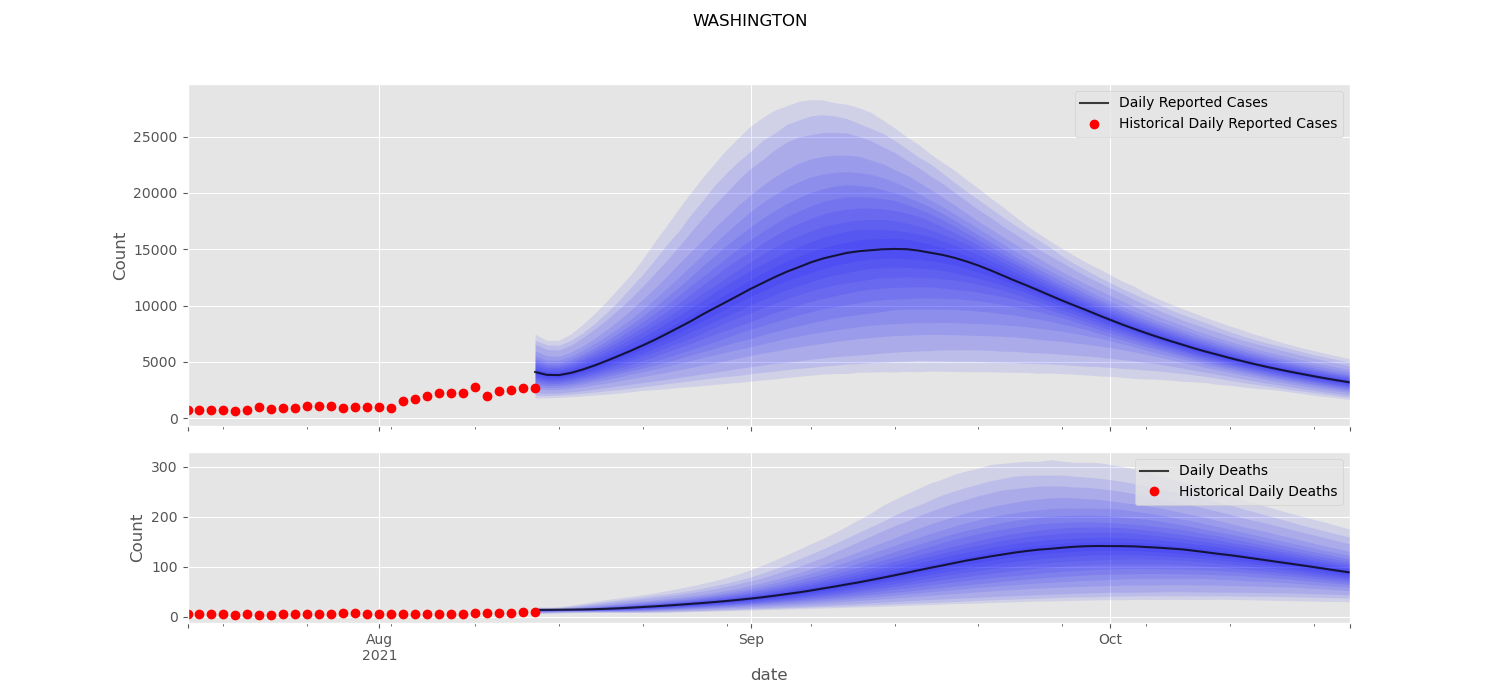 WASHINGTON
Daily Reported Cases
Historical Daily Reported Cases
25000
20000
15000
10000
5000
0
Count
Daily Deaths
Historical Daily Deaths
300
200
100
0
Count
Aug
2021
Sep
Oct
date